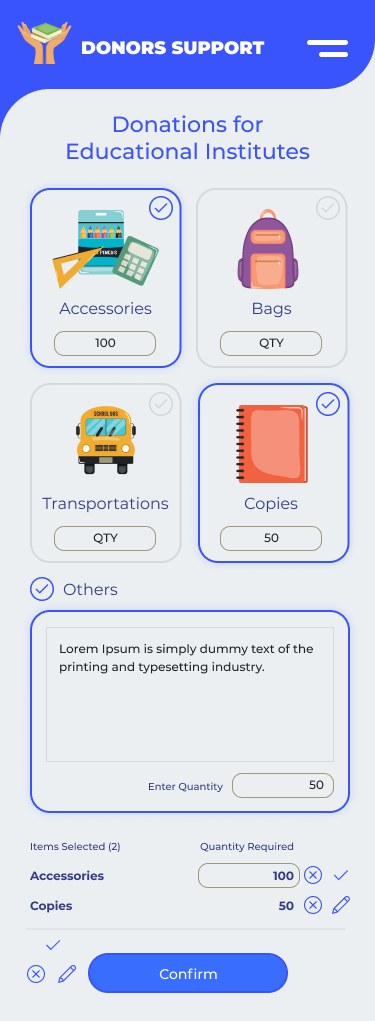 DONORS SUPPORT
Donations for
Educational Institutes
Accessories
100
Bags
QTY
SCHOOL BUS
Transportations
QTY
Copies
50
Others
Lorem Ipsum is simply dummy text of the
printing and typesetting industry.
Enter Quantity
50
Items Selected (2)
Quantity Required
Accessories
100
Copies
50
Confirm